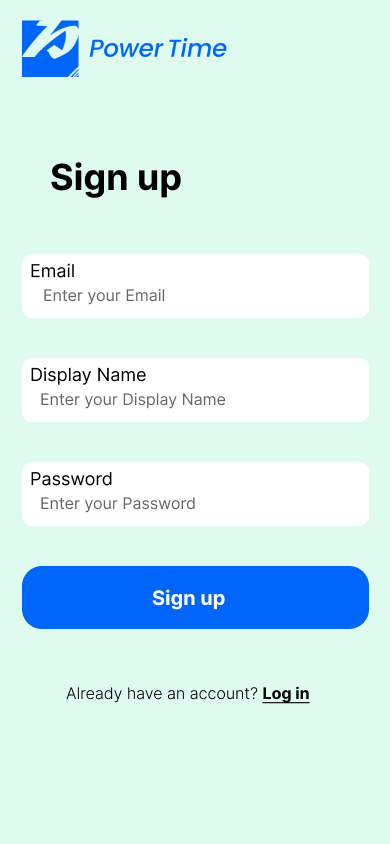 Power Time
Sign up
Email
Enter your Email
Display Name
Enter your Display Name
Password
Enter your Password
Sign up
Already have an account? Log in